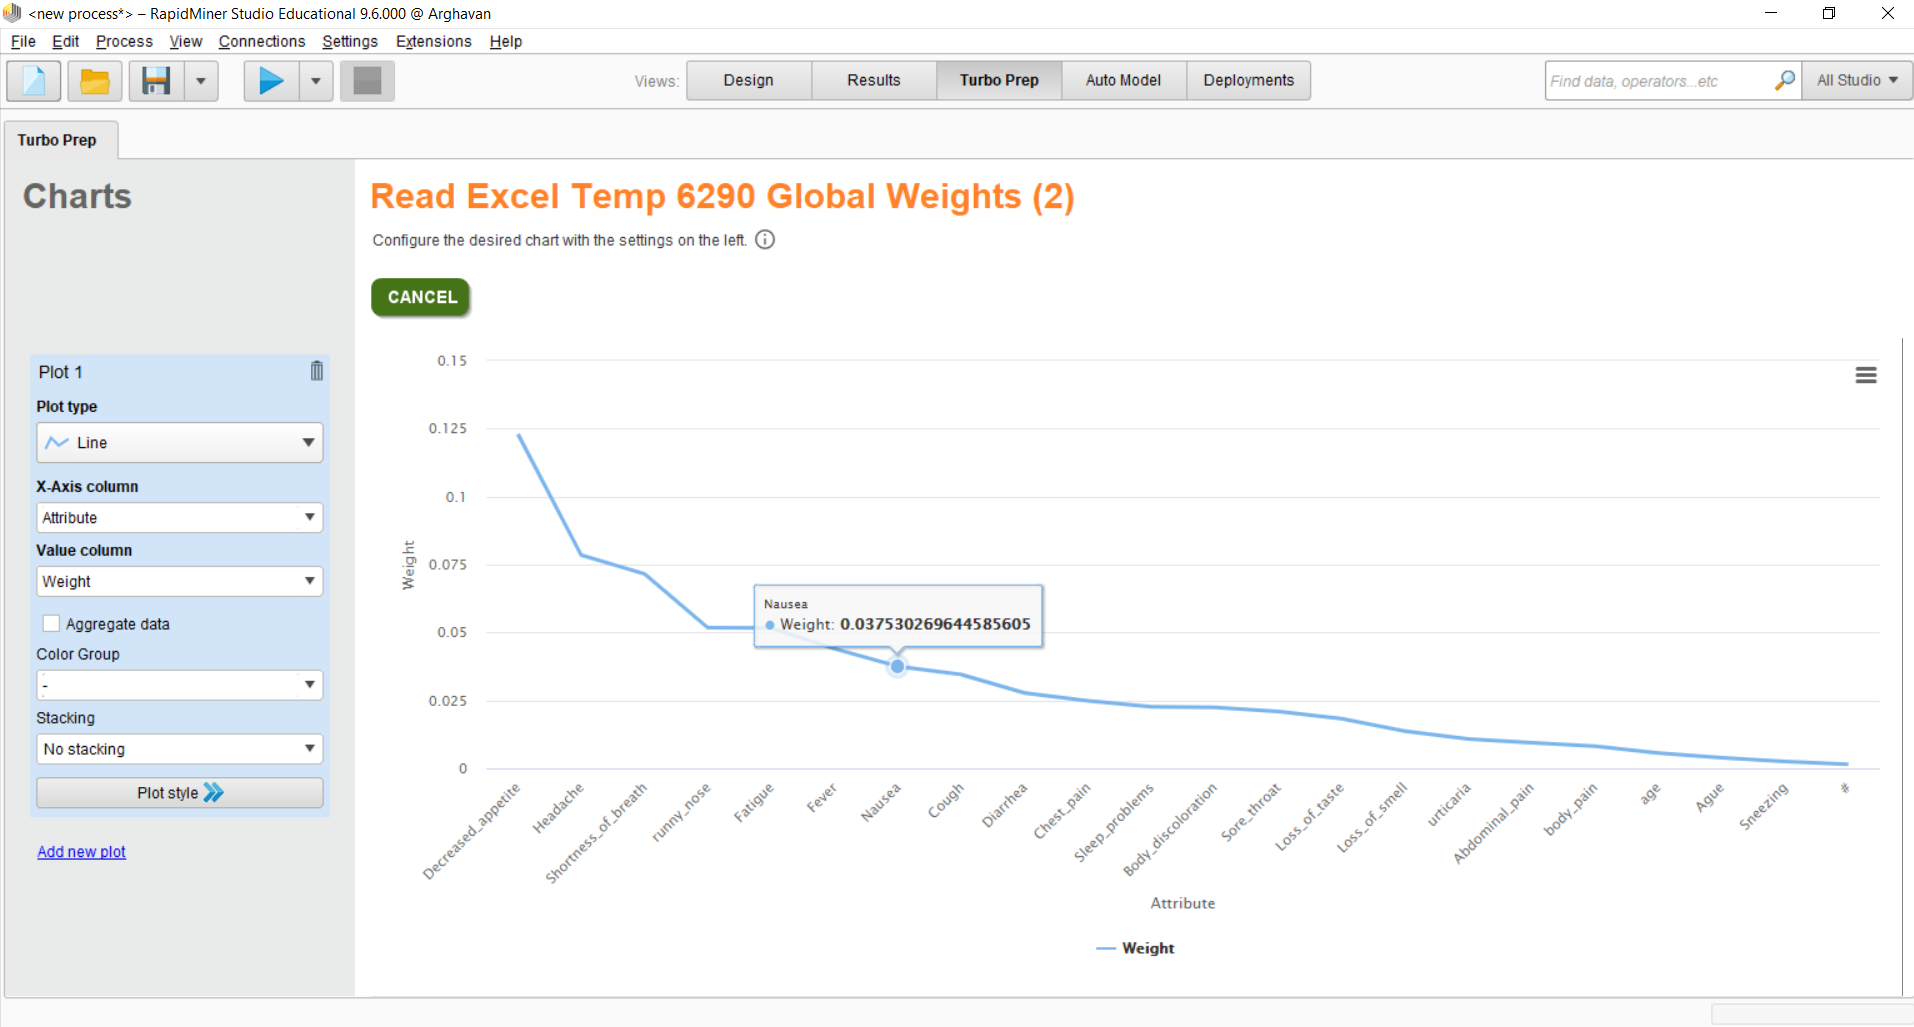 <new process*> – RapidMiner Studio Educational 9.6.000 @ Arghavan
File Edit Process View Connections Settings Extensions Help
Views: Design Results Turbo Prep Auto Model Deployments Find data, operators...etc All Studio
Turbo Prep
Charts
Read Excel Temp 6290 Global Weights (2)
Configure the desired chart with the settings on the left.
CANCEL
Plot 1
Plot type
Line
X-Axis column
Attribute
Value column
Weight
Aggregate data
Color Group
-
Stacking
No stacking
Plot style
Add new plot
0.15
0.125
0.1
0.075
0.05
0.025
0
Weight
Nausea
Weight: 0.037530269644585605
Decreased_appetite
Headache
Shortness_of_breath
runny_nose
Fatigue
Fever
Nausea
Cough
Diarrhea
Chest_pain
Sleep_problems
Body_discoloration
Sore_throat
Loss_of_taste
Loss_of_smell
urticaria
Abdominal_pain
body_pain
age
Ague
Sneezing
#
Attribute
Weight